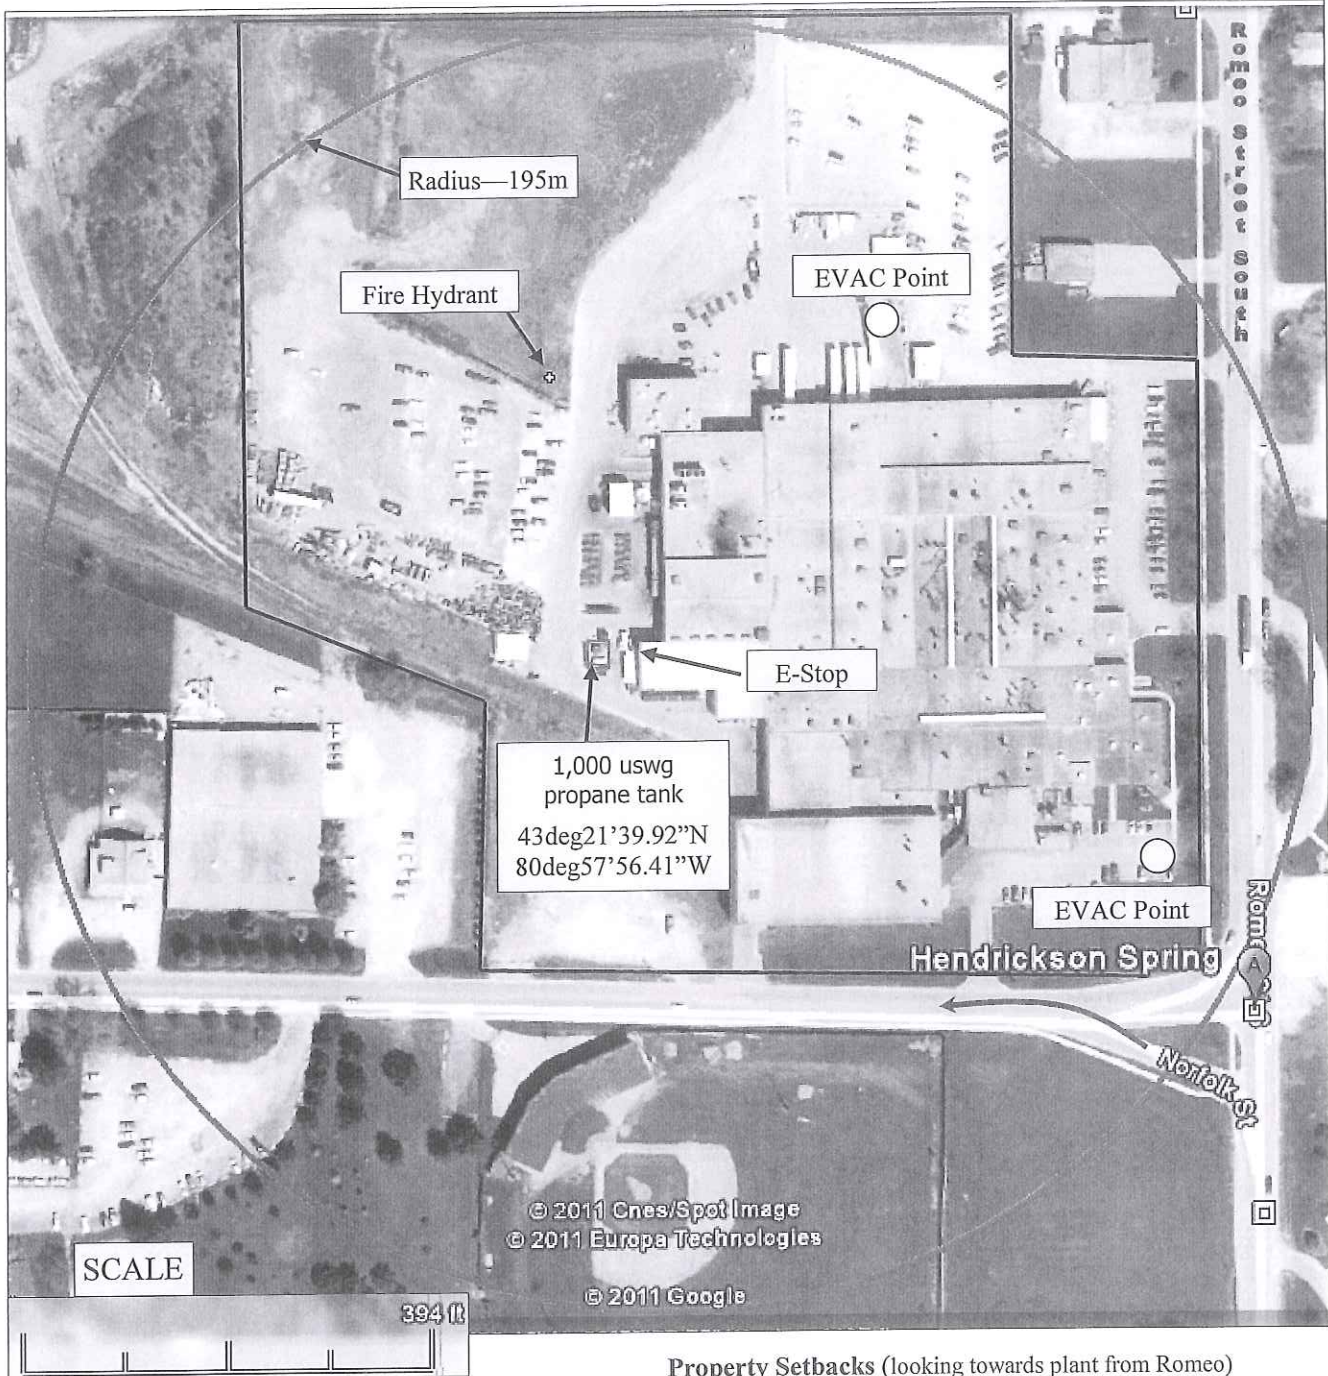 Romeo Street South
Radius—195m
EVAC Point
Fire Hydrant
E-Stop
1,000 uswg
propane tank
43deg21'39.92"N
80deg57'56.41"W
EVAC Point
Hendrickson Spring
A
Norfolk St
© 2011 Cnes/Spot Image
© 2011 Europa Technologies
© 2011 Google
SCALE
394 ft
Property Setbacks (looking towards plant from Romeo)